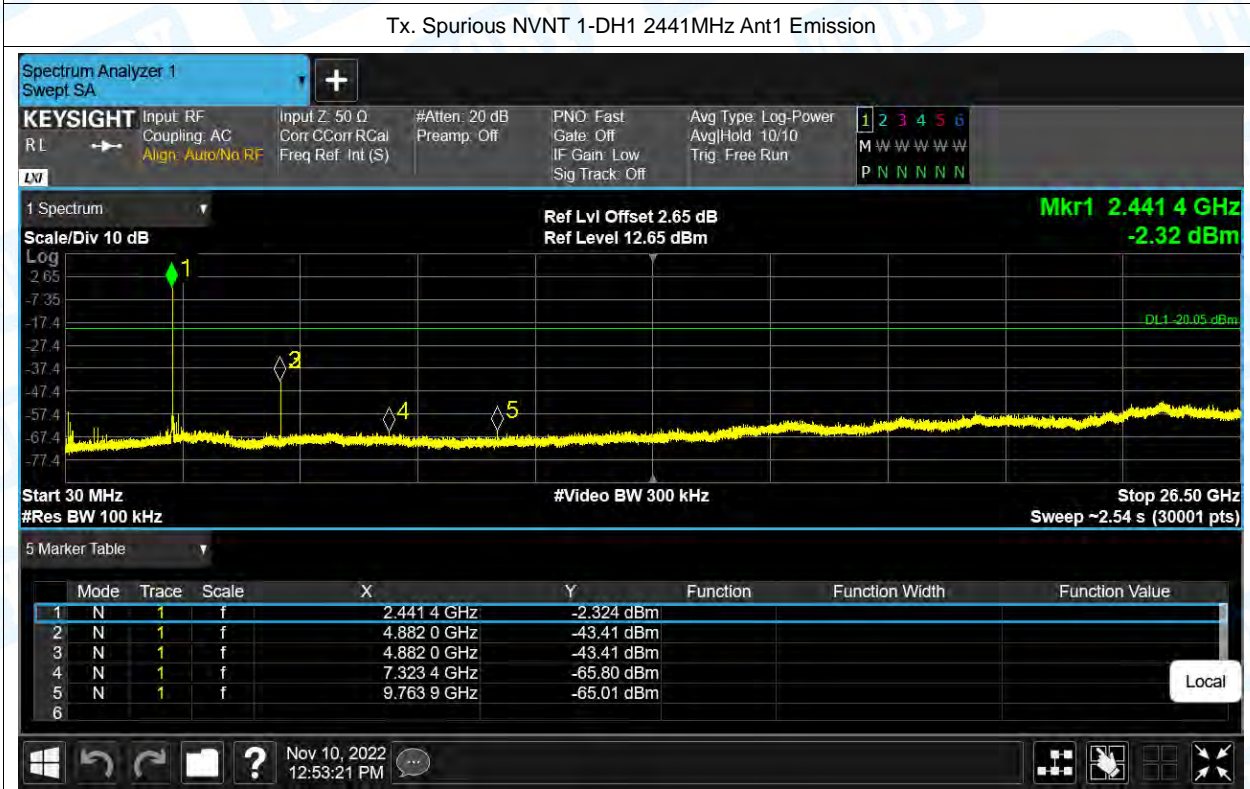 Tx. Spurious NVNT 1-DH1 2441MHz Ant1 Emission
Spectrum Analyzer 1
Swept SA
+
KEYSIGHT Input: RF Input Z: 50 Ω #Atten: 20 dB PNO: Fast Avg Type: Log-Power 1 2 3 4 5 6
RL Coupling: AC Corr CCorr RCal Preamp: Off Gate: Off Avg|Hold: 10/10 M W W W W W
Align: Auto/No RF Freq Ref: Int (S) IF Gain: Low Trig: Free Run
LXI Sig Track: Off P N N N N N
1 Spectrum Ref Lvl Offset 2.65 dB Mkr1 2.441 4 GHz
Scale/Div 10 dB Ref Level 12.65 dBm -2.32 dBm
Log
1
2.65
-7.35
-17.4
DL1 -20.05 dBm
-27.4
3
-37.4
-47.4
4 5
-57.4
-67.4
-77.4
Start 30 MHz #Video BW 300 kHz Stop 26.50 GHz
#Res BW 100 kHz Sweep ~2.54 s (30001 pts)
5 Marker Table
Mode Trace Scale X Y Function Function Width Function Value
1 N 1 f 2.441 4 GHz -2.324 dBm
2 N 1 f 4.882 0 GHz -43.41 dBm
3 N 1 f 4.882 0 GHz -43.41 dBm
4 N 1 f 7.323 4 GHz -65.80 dBm
5 N 1 f 9.763 9 GHz -65.01 dBm
6
Local
? Nov 10, 2022
12:53:21 PM